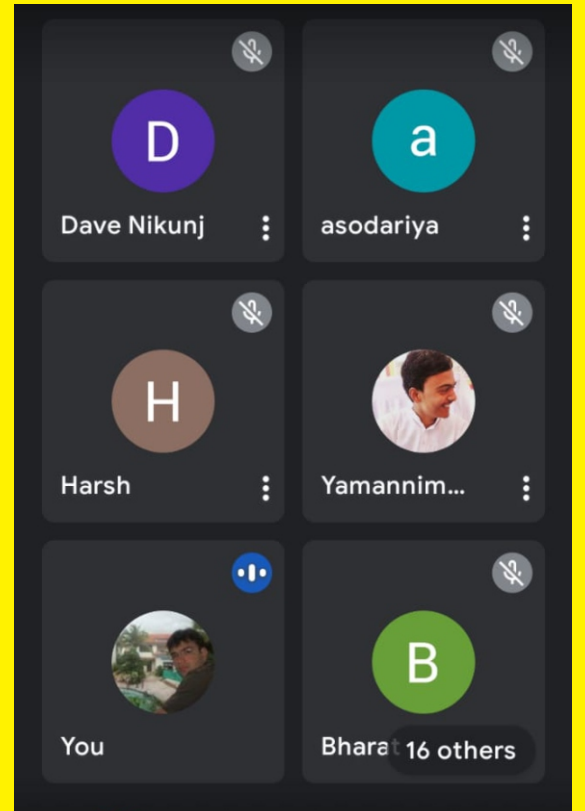 D
a
Dave Nikunj
asodariya
H
Harsh
Yamannim...
B
You
Bharat
16 others